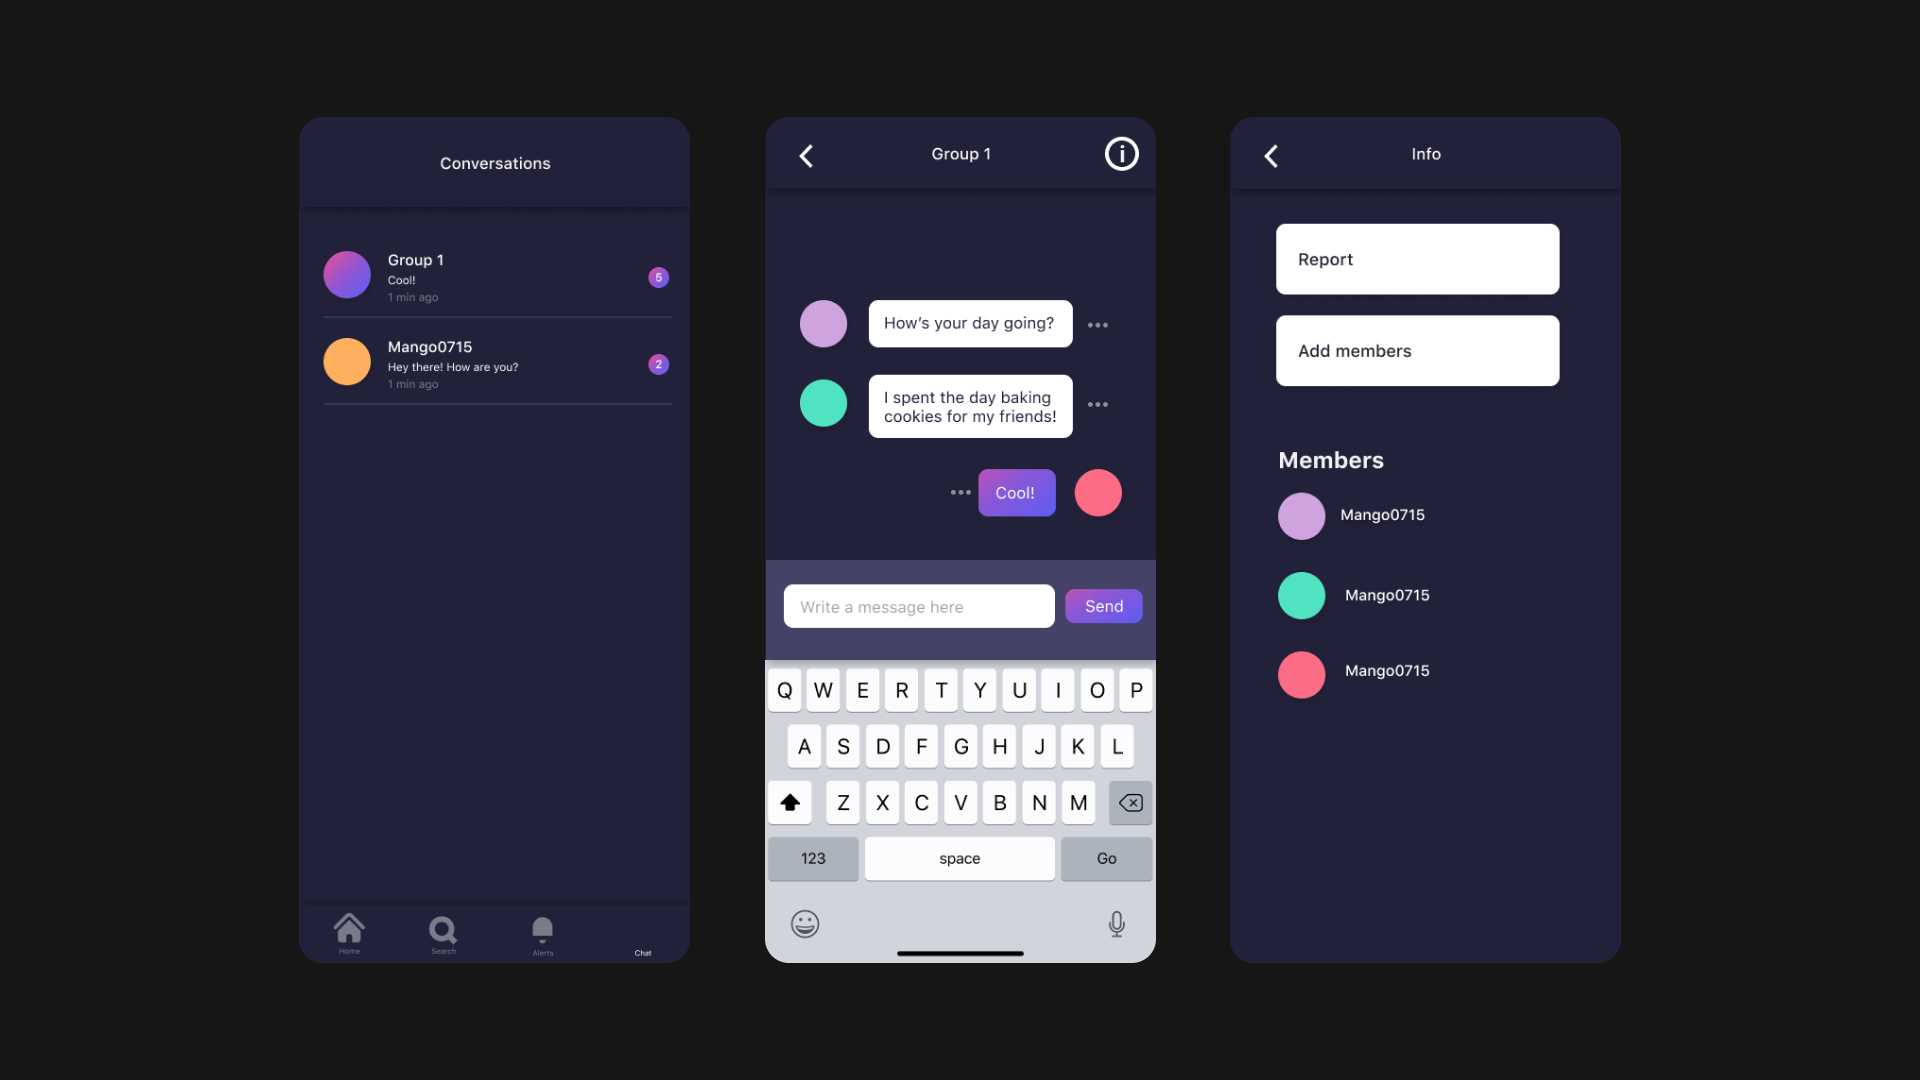 Conversations
Group 1
Cool!
1 min ago
5
Mango0715
Hey there! How are you?
1 min ago
2
Home
Search
Alerts
Chat
Group 1
i
How’s your day going?
I spent the day baking
cookies for my friends!
Cool!
Write a message here
Send
Q W E R T Y U I O P
A S D F G H J K L
Z X C V B N M
123 space Go
Info
Report
Add members
Members
Mango0715
Mango0715
Mango0715